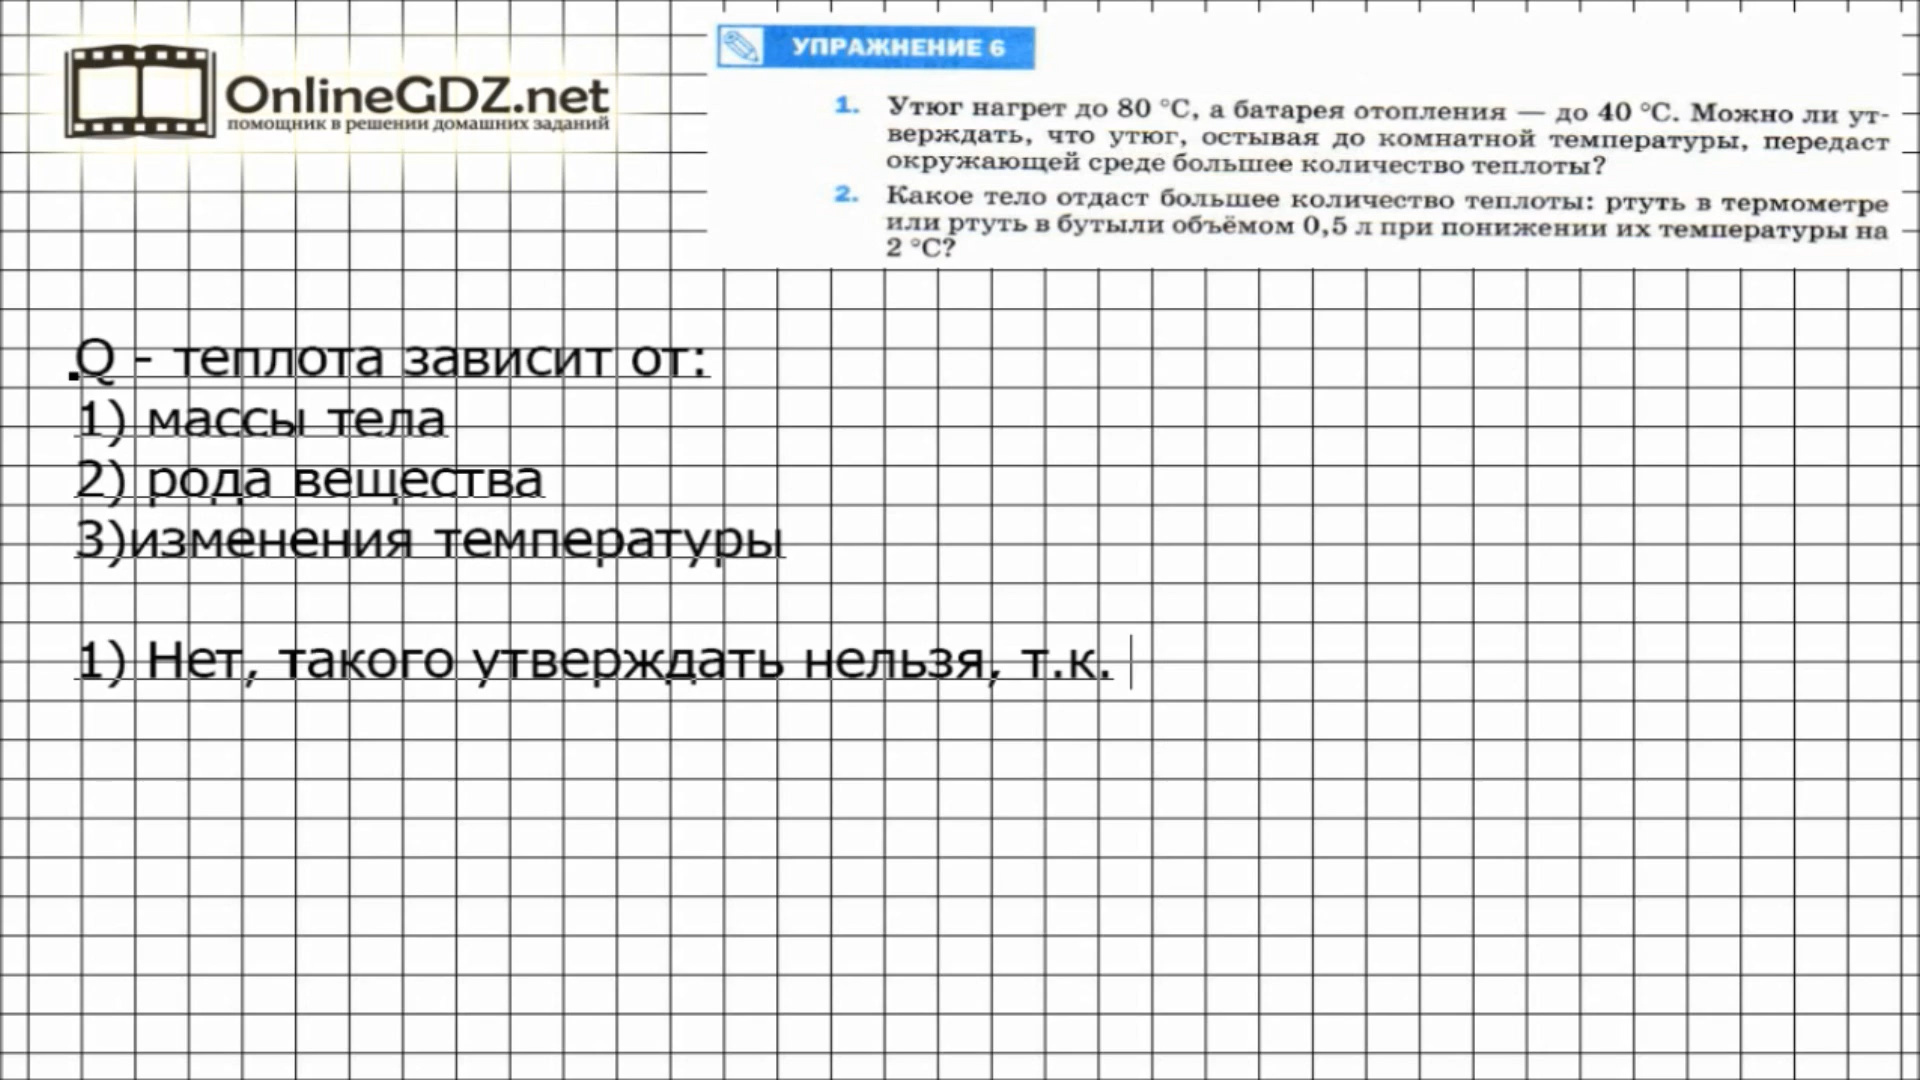 OnlineGDZ.net
помощник в решении домашних заданий
УПРАЖНЕНИЕ 6
1. Утюг нагрет до 80 °C, а батарея отопления — до 40 °C. Можно ли ут-
верждать, что утюг, остывая до комнатной температуры, передаст
окружающей среде большее количество теплоты?
2. Какое тело отдаст большее количество теплоты: ртуть в термометре
или ртуть в бутыли объёмом 0,5 л при понижении их температуры на
2 °C?
Q - теплота зависит от:
1) массы тела
2) рода вещества
3)изменения температуры
1) Нет, такого утверждать нельзя, т.к.